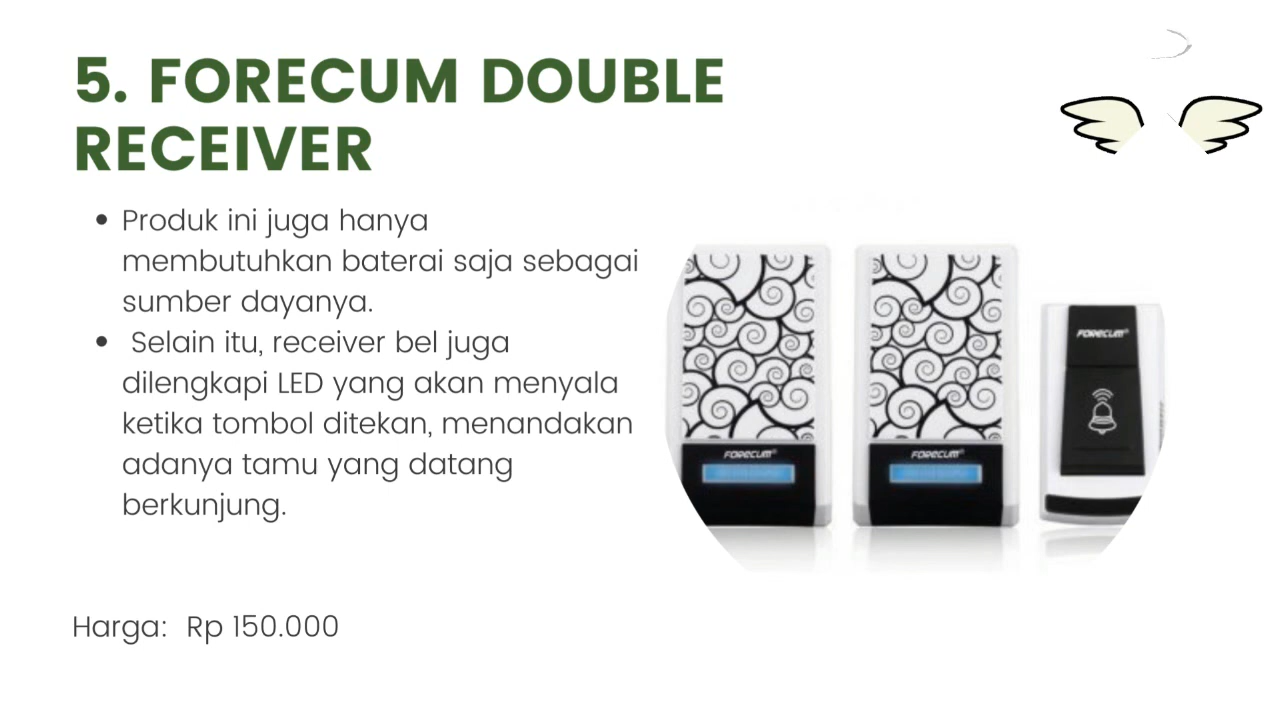 5. FORECUM DOUBLE
RECEIVER
• Produk ini juga hanya
membutuhkan baterai saja sebagai
sumber dayanya.
• Selain itu, receiver bel juga
dilengkapi LED yang akan menyala
ketika tombol ditekan, menandakan
adanya tamu yang datang
berkunjung.
Harga: Rp 150.000
FORECUM®
FORECUM®
FORECUM®